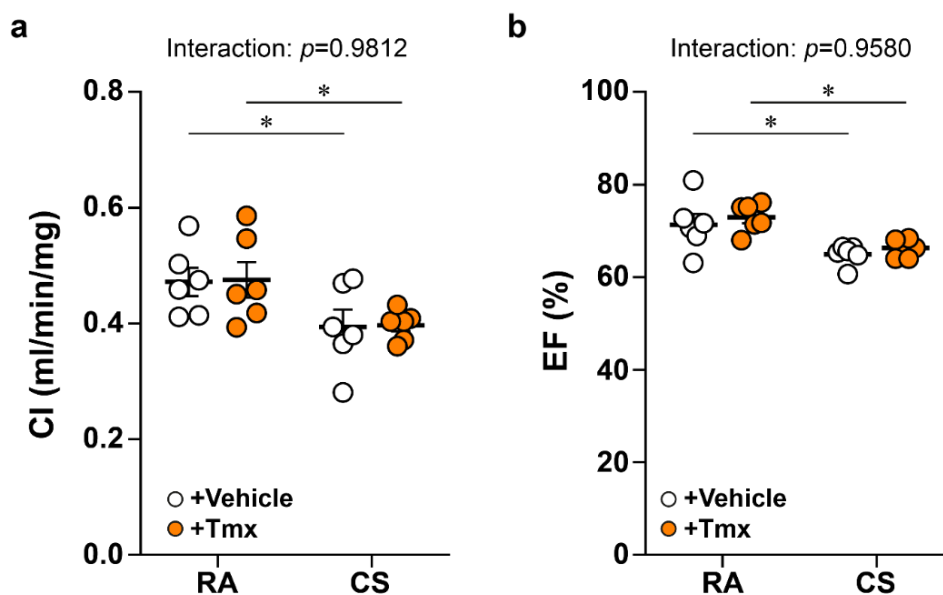 a
Interaction: p=0.9812
CI (ml/min/mg)
0.8
0.6
0.4
0.2
0.0
*
*
+Vehicle
+Tmx
RA CS
b
Interaction: p=0.9580
EF (%)
100
80
60
40
20
0
*
*
+Vehicle
+Tmx
RA CS